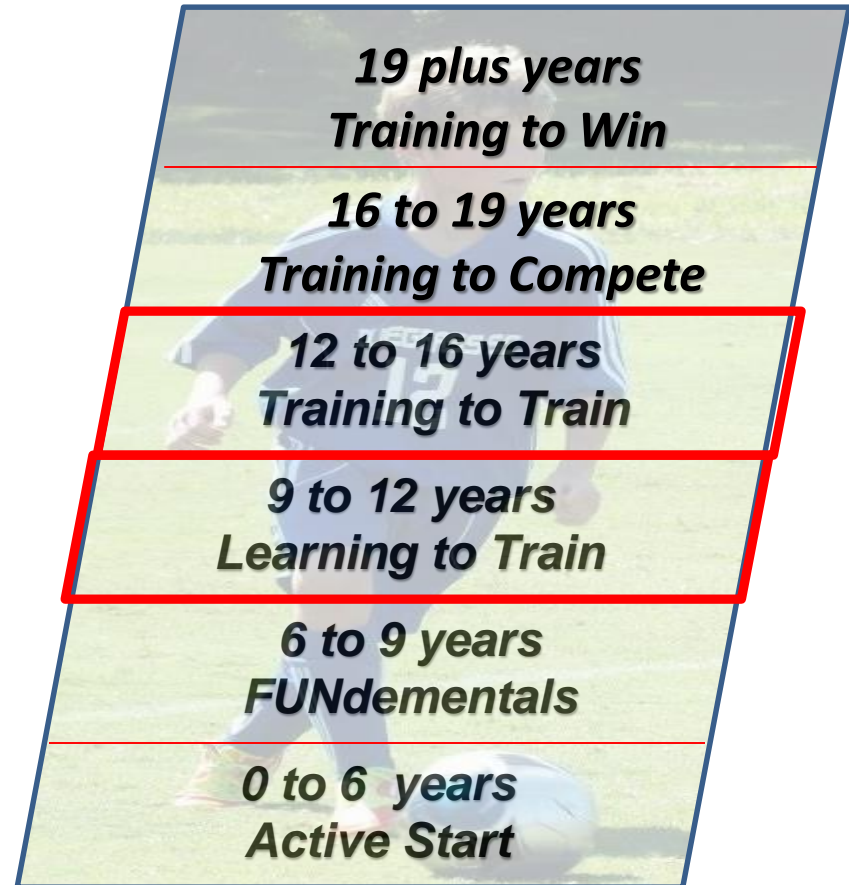 19 plus years
Training to Win
16 to 19 years
Training to Compete
12 to 16 years
Training to Train
9 to 12 years
Learning to Train
6 to 9 years
FUNdementals
0 to 6 years
Active Start